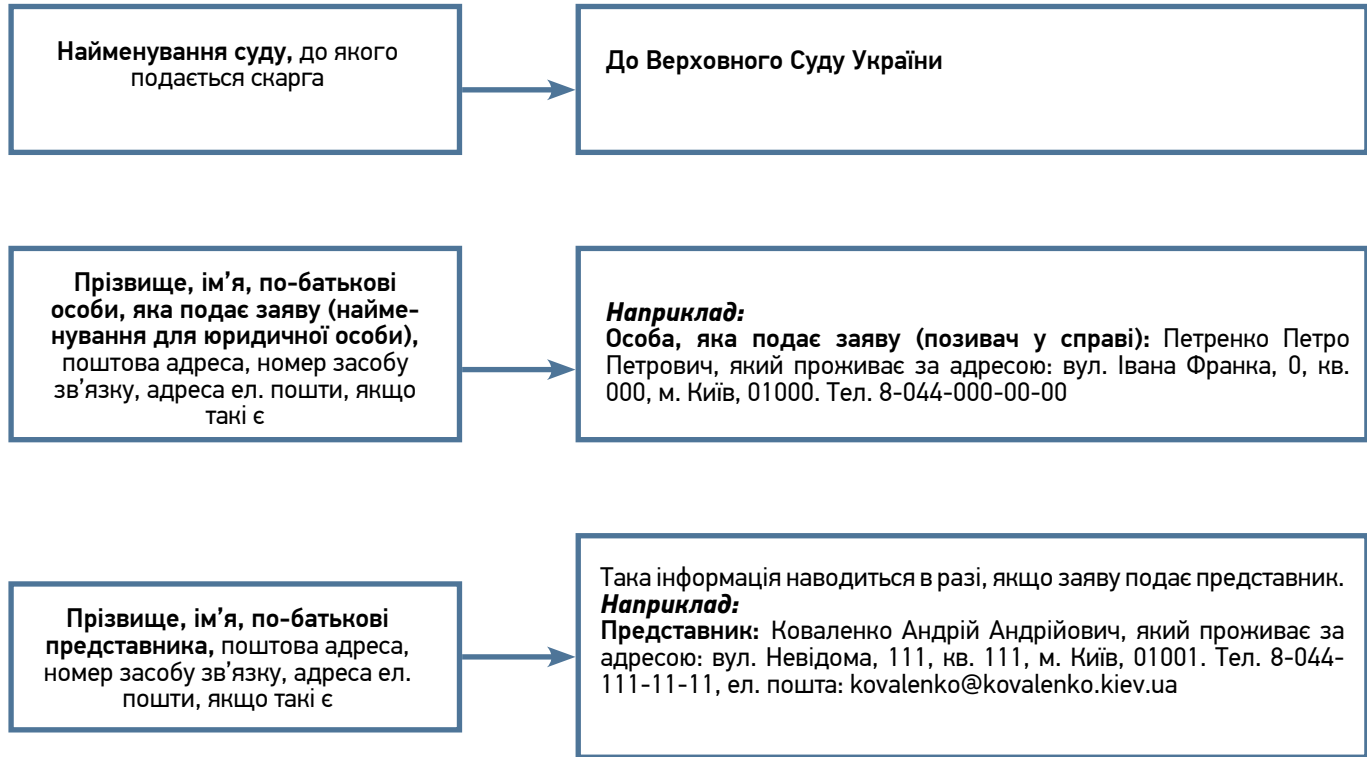 Найменування суду, до якого
подається скарга
До Верховного Суду України
Прізвище, ім’я, по-батькові
особи, яка подає заяву (найме-
нування для юридичної особи),
поштова адреса, номер засобу
зв’язку, адреса ел. пошти, якщо
такі є
Наприклад:
Особа, яка подає заяву (позивач у справі): Петренко Петро
Петрович, який проживає за адресою: вул. Івана Франка, 0, кв.
000, м. Київ, 01000. Тел. 8-044-000-00-00
Прізвище, ім’я, по-батькові
представника, поштова адреса,
номер засобу зв’язку, адреса ел.
пошти, якщо такі є
Така інформація наводиться в разі, якщо заяву подає представник.
Наприклад:
Представник: Коваленко Андрій Андрійович, який проживає за
адресою: вул. Невідома, 111, кв. 111, м. Київ, 01001. Тел. 8-044-
111-11-11, ел. пошта: kovalenko@kovalenko.kiev.ua